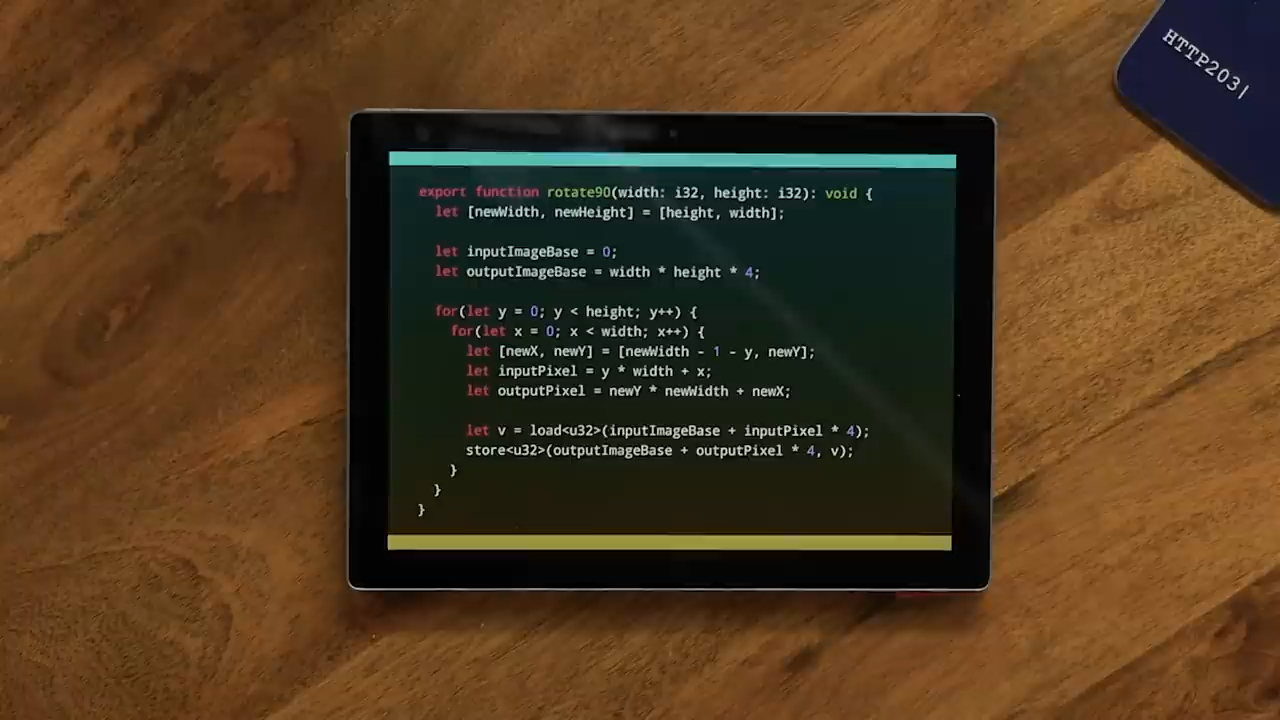 HTTP203|
export function rotate90(width: i32, height: i32): void {
let [newWidth, newHeight] = [height, width];
let inputImageBase = 0;
let outputImageBase = width * height * 4;
for(let y = 0; y < height; y++) {
for(let x = 0; x < width; x++) {
let [newX, newY] = [newWidth - 1 - y, newY];
let inputPixel = y * width + x;
let outputPixel = newY * newWidth + newX;
let v = load<u32>(inputImageBase + inputPixel * 4);
store<u32>(outputImageBase + outputPixel * 4, v);
}
}
}